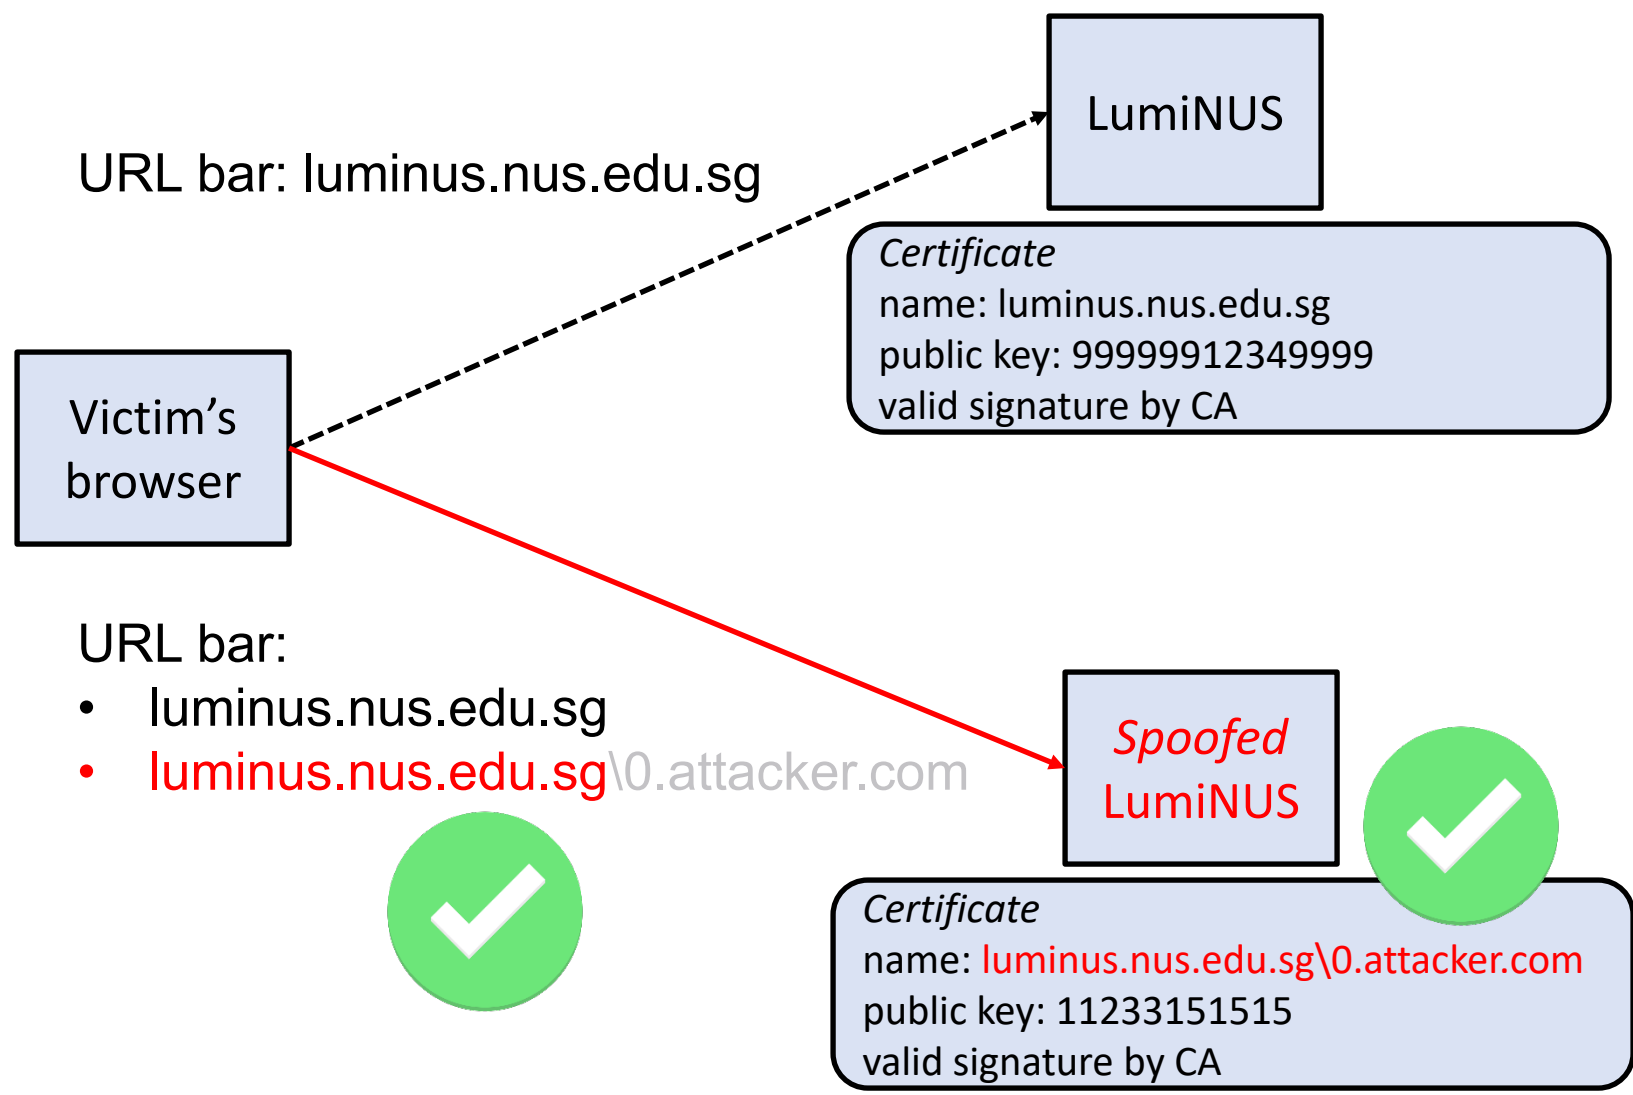 LumiNUS
URL bar: luminus.nus.edu.sg
Certificate
name: luminus.nus.edu.sg
public key: 99999912349999
valid signature by CA
Victim's
browser
URL bar:
• luminus.nus.edu.sg
• luminus.nus.edu.sg\0.attacker.com
Spoofed
LumiNUS
Certificate
name: luminus.nus.edu.sg\0.attacker.com
public key: 11233151515
valid signature by CA